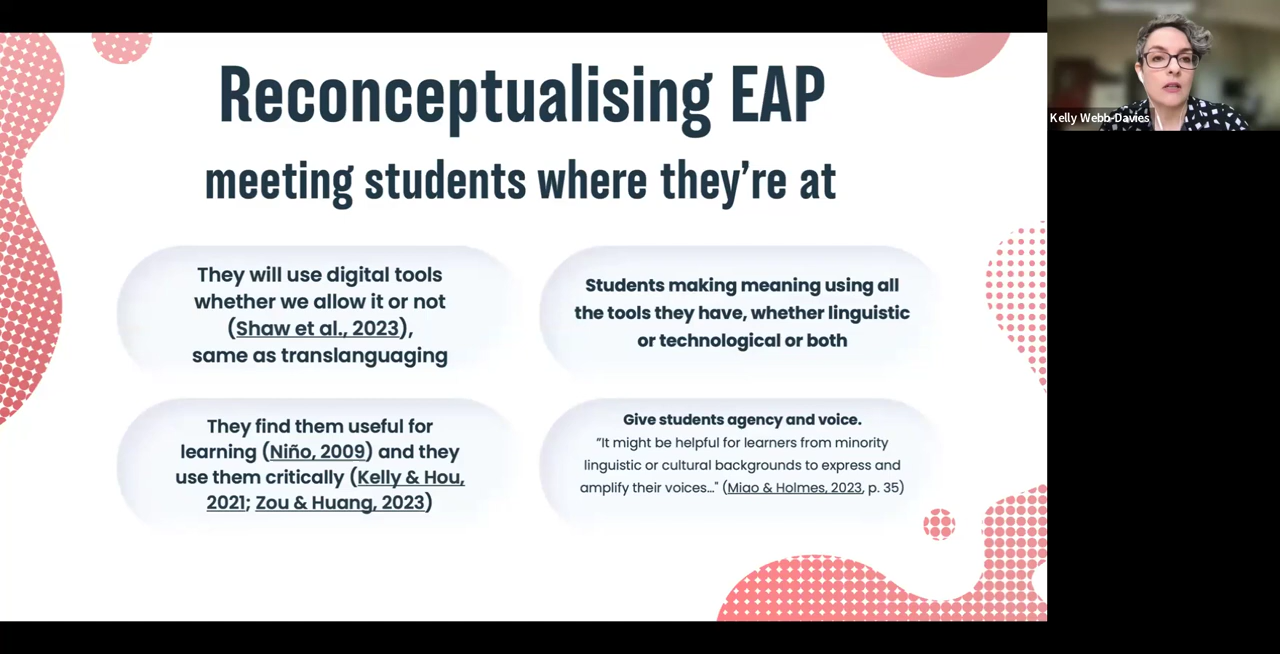 Reconceptualising EAP
meeting students where they're at
They will use digital tools
whether we allow it or not
(Shaw et al., 2023),
same as translanguaging
Students making meaning using all
the tools they have, whether linguistic
or technological or both
They find them useful for
learning (Niño, 2009) and they
use them critically (Kelly & Hou,
2021; Zou & Huang, 2023)
Give students agency and voice.
"It might be helpful for learners from minority
linguistic or cultural backgrounds to express and
amplify their voices..." (Miao & Holmes, 2023, p. 35)
Kelly Webb-Davies